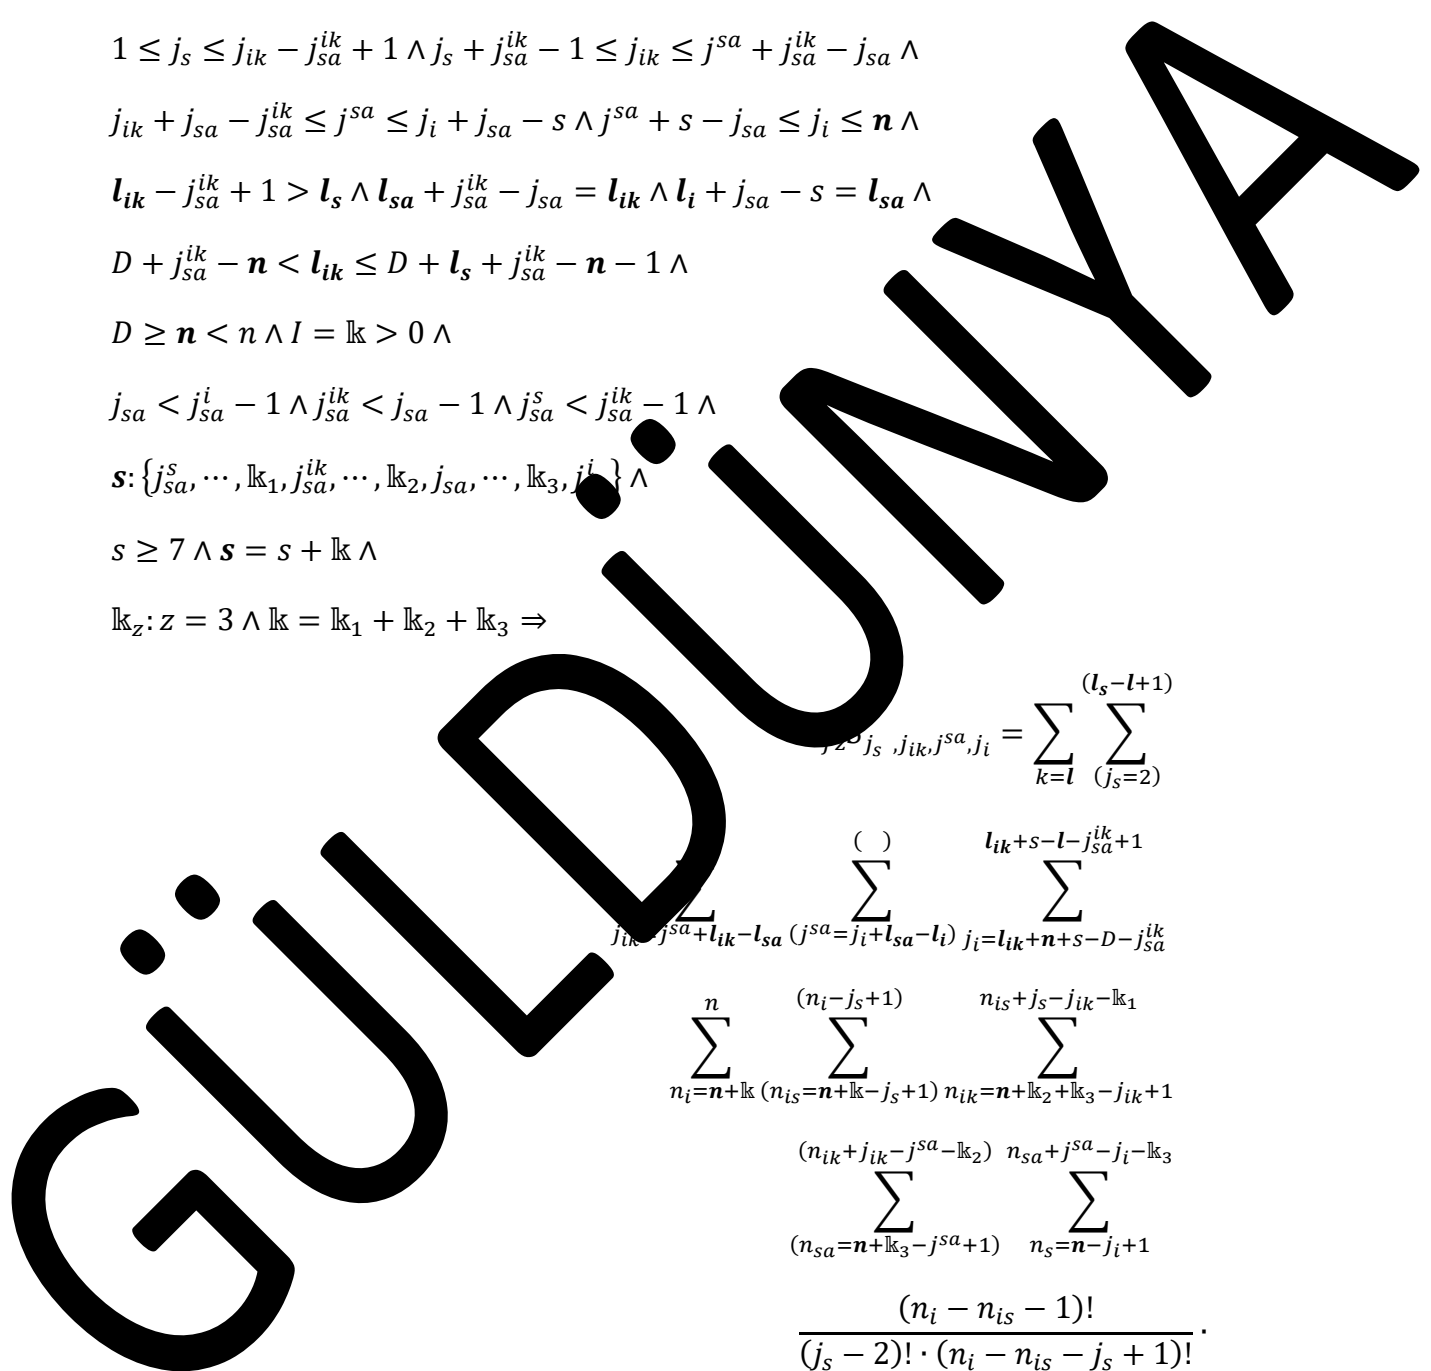 1 ≤ j_s ≤ j_{ik} − j_{sa}^{ik} + 1 ∧ j_s + j_{sa}^{ik} − 1 ≤ j_{ik} ≤ j^{sa} + j_{sa}^{ik} − j_{sa} ∧
j_{ik} + j_{sa} − j_{sa}^{ik} ≤ j^{sa} ≤ j_i + j_{sa} − s ∧ j^{sa} + s − j_{sa} ≤ j_i ≤ n ∧
l_{ik} − j_{sa}^{ik} + 1 > l_s ∧ l_{sa} + j_{sa}^{ik} − j_{sa} = l_{ik} ∧ l_i + j_{sa} − s = l_{sa} ∧
D + j_{sa}^{ik} − n < l_{ik} ≤ D + l_s + j_{sa}^{ik} − n − 1 ∧
D ≥ n < n ∧ I = 𝕜 > 0 ∧
j_{sa} < j_{sa}^{i} − 1 ∧ j_{sa}^{ik} < j_{sa} − 1 ∧ j_{sa}^{s} < j_{sa}^{ik} − 1 ∧
s: {j_{sa}^{s}, ⋯ , 𝕜_1, j_{sa}^{ik}, ⋯ , 𝕜_2, j_{sa}, ⋯ , 𝕜_3, } ∧
s ≥ 7 ∧ s = s + 𝕜 ∧
𝕜_z: z = 3 ∧ 𝕜 = 𝕜_1 + 𝕜_2 + 𝕜_3 ⇒
_{j_s ,j_{ik},j^{sa},j_i} = ∑_{k=l} ∑_{(j_s=2)}^{(l_s−l+1)}
∑_{j_{ik}=j^{sa}+l_{ik}−l_{sa}} ∑_{(j^{sa}=j_i+l_{sa}−l_i)}^{( )} ∑_{j_i=l_{ik}+n+s−D−j_{sa}^{ik}}^{l_{ik}+s−l−j_{sa}^{ik}+1}
∑_{n_i=n+𝕜}^{n} ∑_{(n_{is}=n+𝕜−j_s+1)}^{(n_i−j_s+1)} ∑_{n_{ik}=n+𝕜_2+𝕜_3−j_{ik}+1}^{n_{is}+j_s−j_{ik}−𝕜_1}
∑_{(n_{sa}=n+𝕜_3−j^{sa}+1)}^{(n_{ik}+j_{ik}−j^{sa}−𝕜_2)} ∑_{n_s=n−j_i+1}^{n_{sa}+j^{sa}−j_i−𝕜_3}
(n_i − n_{is} − 1)!
(j_s − 2)! · (n_i − n_{is} − j_s + 1)! ·
GÜLDÜNYA